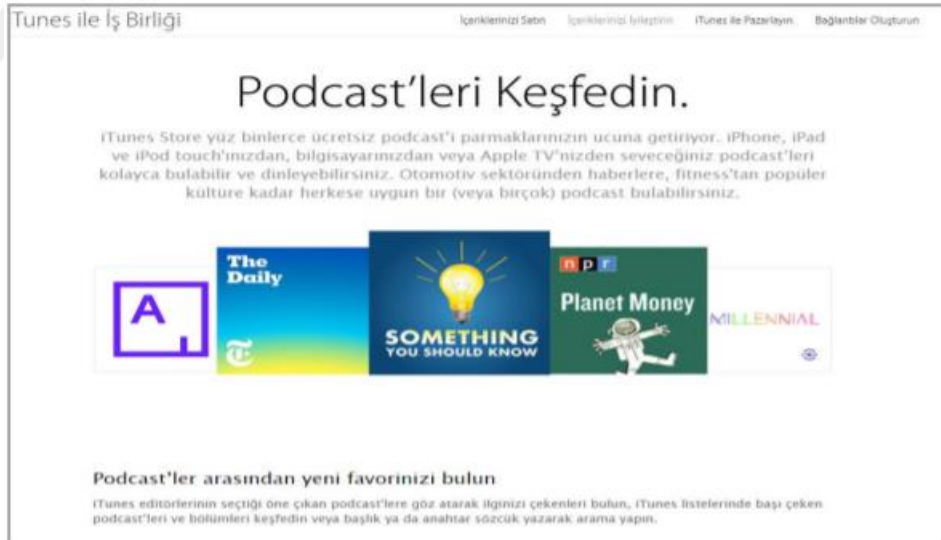 Tunes ile İş Birliği
İçeriklerinizi Satın İçeriklerinizi İyileştirin iTunes ile Pazarlayın Bağlantılar Oluşturun
Podcast'leri Keşfedin.
iTunes Store yüz binlerce ücretsiz podcast'i parmaklarınızın ucuna getiriyor. iPhone, iPad
ve iPod touch'ınızdan, bilgisayarınızdan veya Apple TV'nizden seveceğiniz podcast'leri
kolayca bulabilir ve dinleyebilirsiniz. Otomotiv sektöründen haberlere, fitness'tan popüler
kültüre kadar herkese uygun bir (veya birçok) podcast bulabilirsiniz.
A
The
Daily
T
SOMETHING
YOU SHOULD KNOW
npr
Planet Money
MILLENNIAL
Podcast'ler arasından yeni favorinizi bulun
iTunes editörlerinin seçtiği öne çıkan podcast'lere göz atarak ilginizi çekenleri bulun, iTunes listelerinde başı çeken
podcast'leri ve bölümleri keşfedin veya başlık ya da anahtar sözcük yazarak arama yapın.